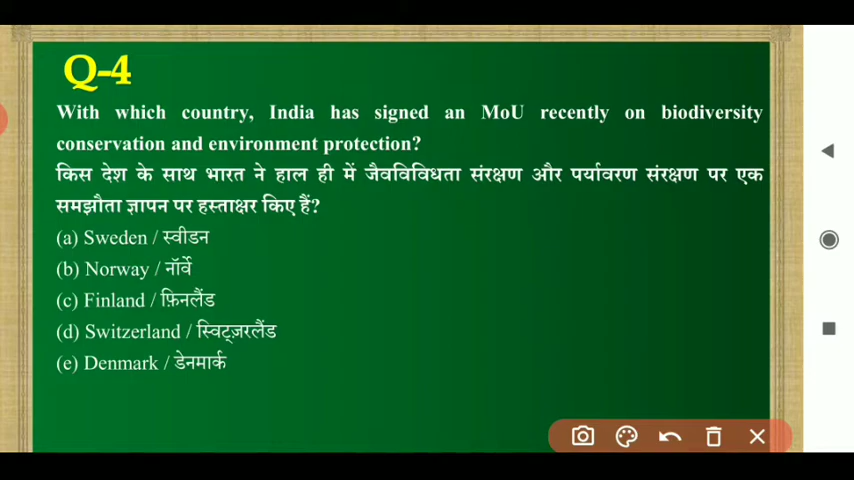 Q-4
With which country, India has signed an MoU recently on biodiversity
conservation and environment protection?
किस देश के साथ भारत ने हाल ही में जैवविविधता संरक्षण और पर्यावरण संरक्षण पर एक
समझौता ज्ञापन पर हस्ताक्षर किए हैं?
(a) Sweden / स्वीडन
(b) Norway / नॉर्वे
(c) Finland / फ़िनलैंड
(d) Switzerland / स्विट्ज़रलैंड
(e) Denmark / डेनमार्क